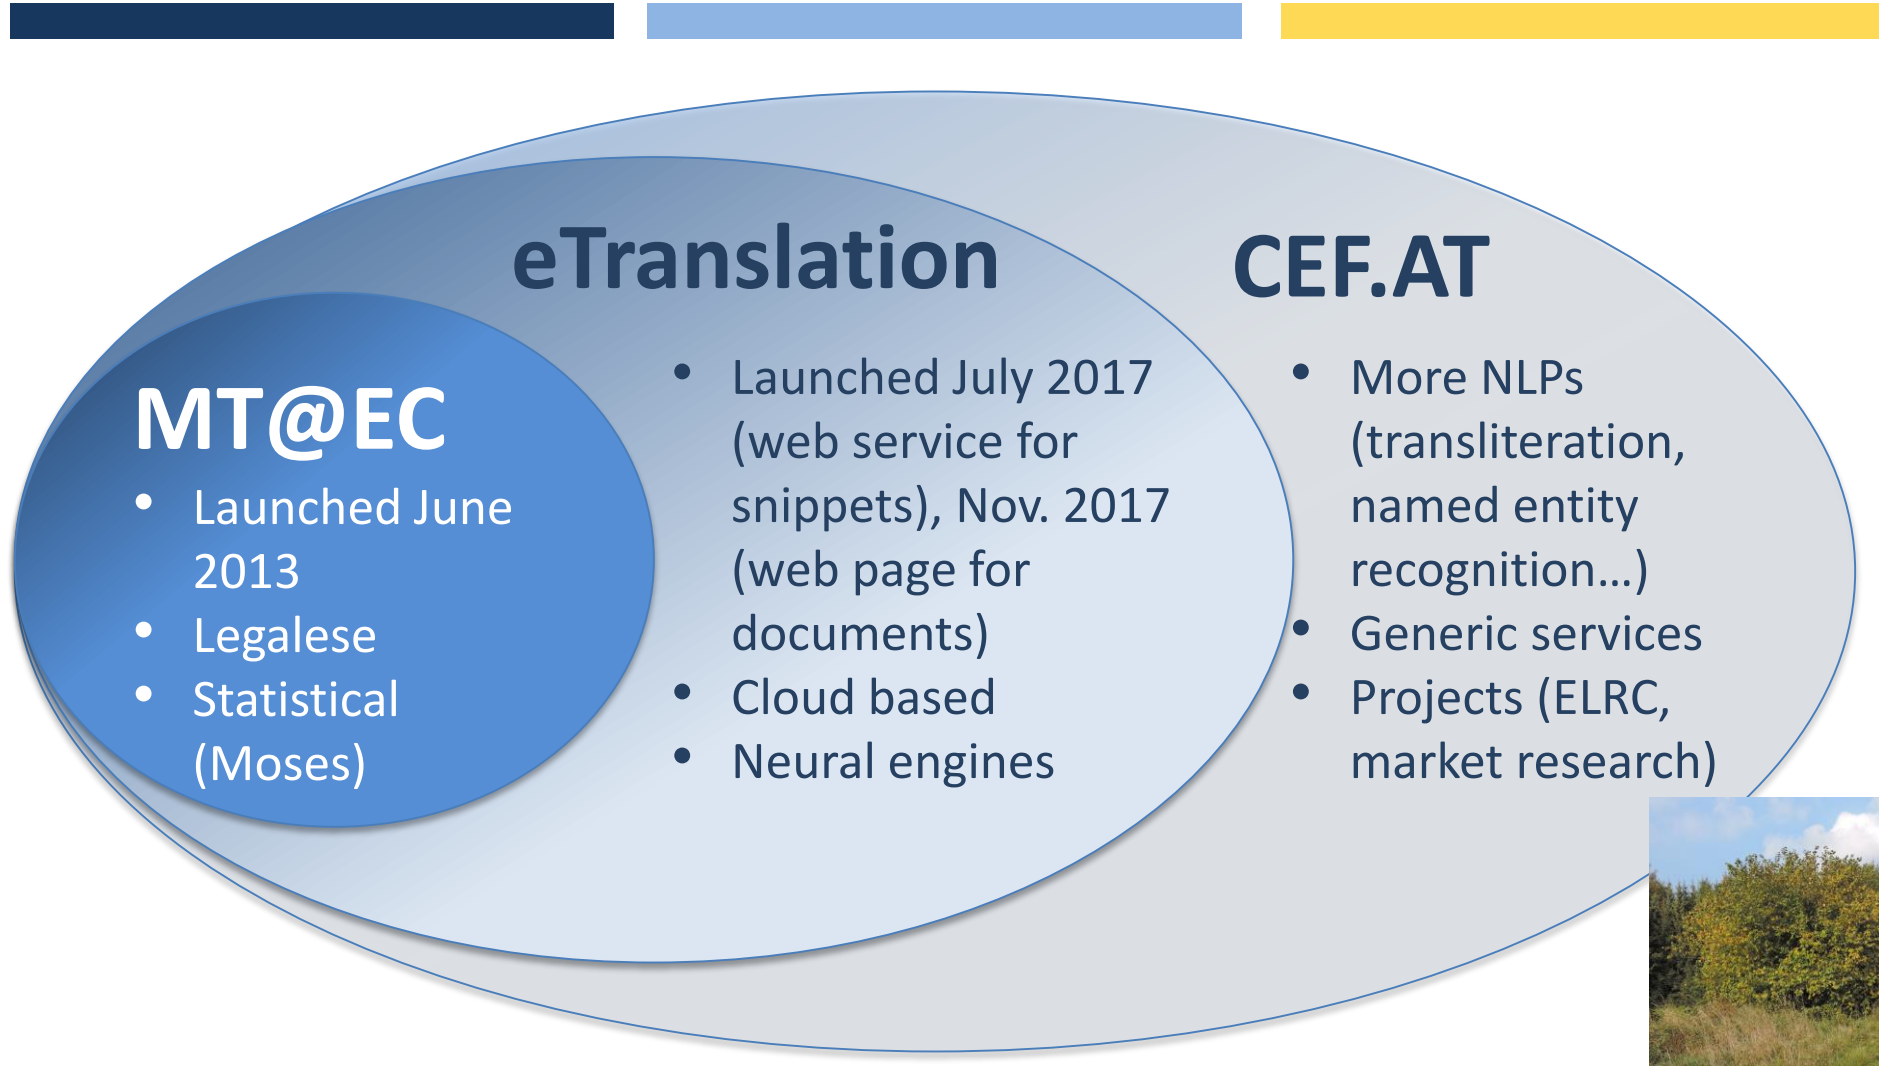 MT@EC
• Launched June
2013
• Legalese
• Statistical
(Moses)
eTranslation
• Launched July 2017
(web service for
snippets), Nov. 2017
(web page for
documents)
• Cloud based
• Neural engines
CEF.AT
• More NLPs
(transliteration,
named entity
recognition…)
• Generic services
• Projects (ELRC,
market research)